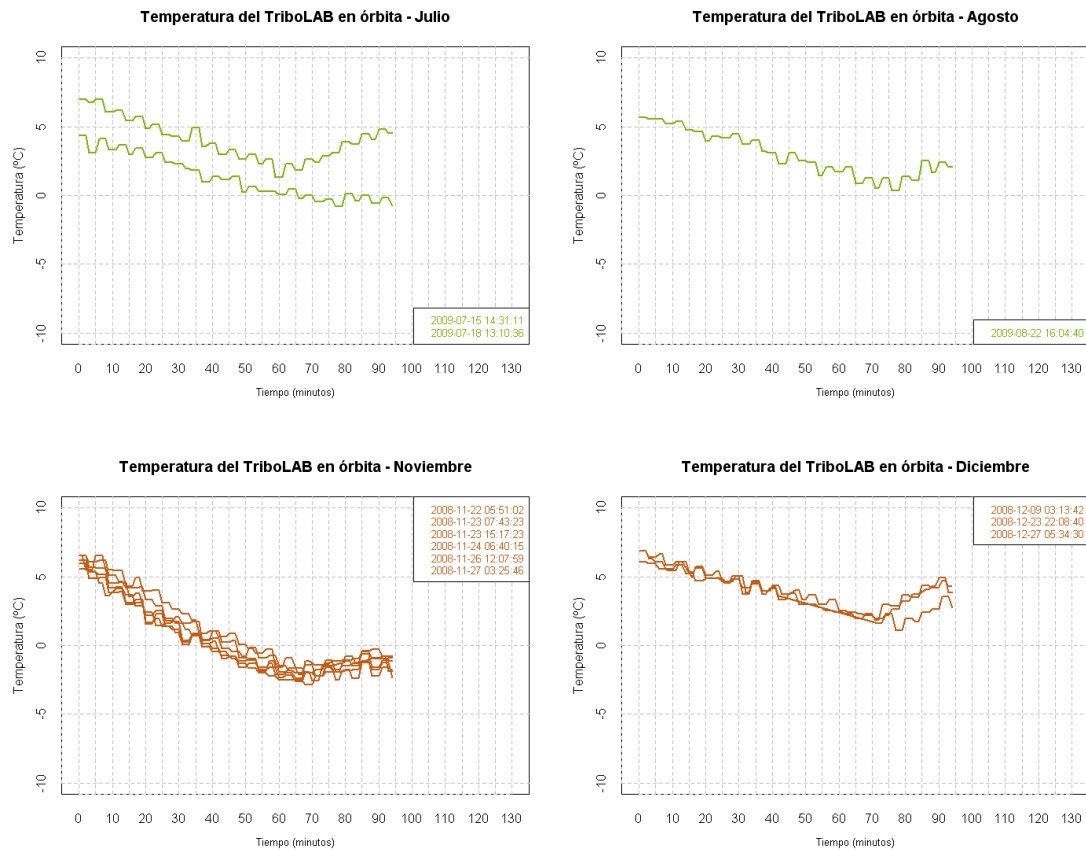 Temperatura del TriboLAB en órbita - Julio
Temperatura (ºC)
10
5
0
-5
-10
2009-07-15 14:31:11
2009-07-18 13:10:36
0 10 20 30 40 50 60 70 80 90 100 110 120 130
Tiempo (minutos)
Temperatura del TriboLAB en órbita - Agosto
Temperatura (ºC)
10
5
0
-5
-10
2009-08-22 16:04:40
0 10 20 30 40 50 60 70 80 90 100 110 120 130
Tiempo (minutos)
Temperatura del TriboLAB en órbita - Noviembre
Temperatura (ºC)
10
5
0
-5
-10
2008-11-22 05:51:02
2008-11-23 07:43:23
2008-11-23 15:17:23
2008-11-24 06:40:15
2008-11-26 12:07:59
2008-11-27 03:25:46
0 10 20 30 40 50 60 70 80 90 100 110 120 130
Tiempo (minutos)
Temperatura del TriboLAB en órbita - Diciembre
Temperatura (ºC)
10
5
0
-5
-10
2008-12-09 03:13:42
2008-12-23 22:08:40
2008-12-27 05:34:30
0 10 20 30 40 50 60 70 80 90 100 110 120 130
Tiempo (minutos)